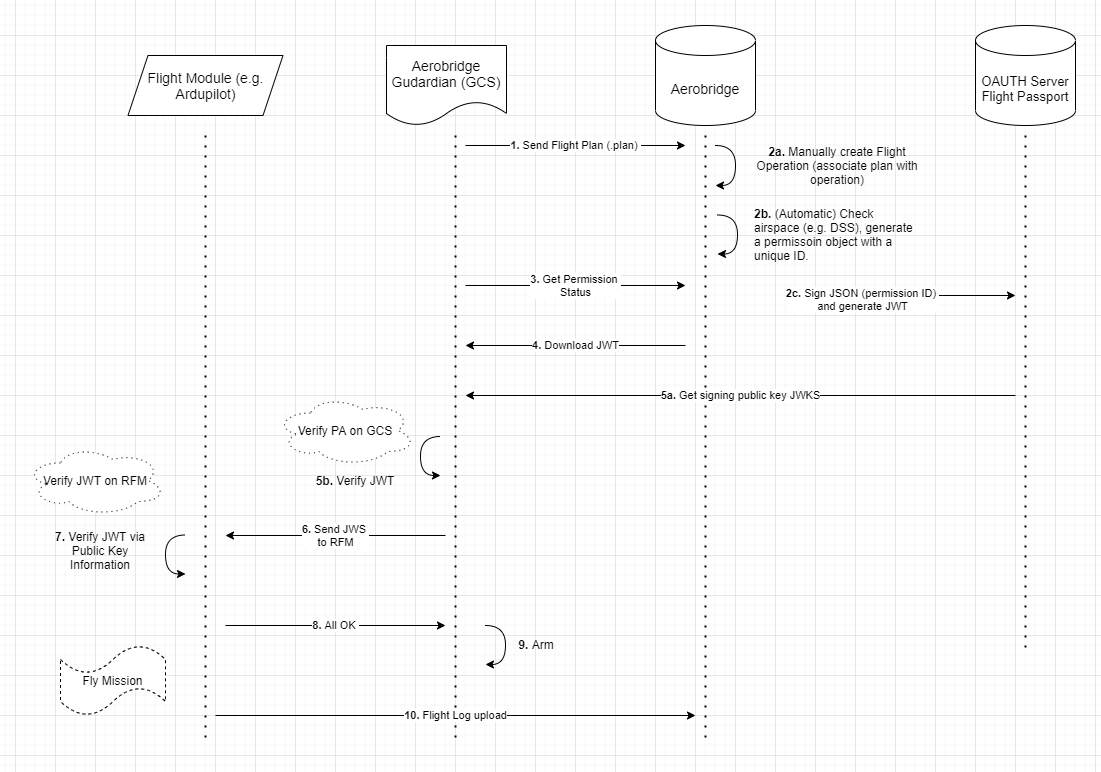 Flight Module (e.g.
Ardupilot)
Aerobridge
Gudardian (GCS)
Aerobridge
OAUTH Server
Flight Passport
1. Send Flight Plan (.plan)
2a. Manually create Flight
Operation (associate plan with
operation)
2b. (Automatic) Check
airspace (e.g. DSS), generate
a permissoin object with a
unique ID.
3. Get Permission
Status
2c. Sign JSON (permission ID)
and generate JWT
4. Download JWT
5a. Get signing public key JWKS
Verify PA on GCS
5b. Verify JWT
Verify JWT on RFM
6. Send JWS
to RFM
7. Verify JWT via
Public Key
Information
8. All OK
9. Arm
Fly Mission
10. Flight Log upload